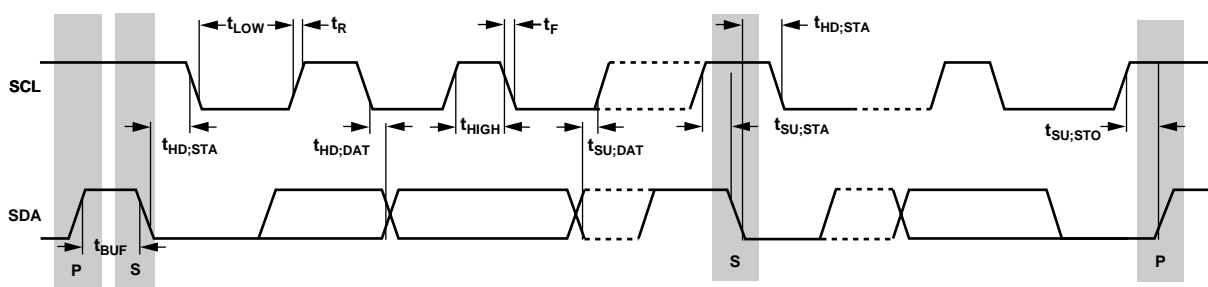 tLOW tR tF tHD;STA
SCL
tHD;STA tHD;DAT tHIGH tSU;DAT tSU;STA tSU;STO
SDA
tBUF
P S S P